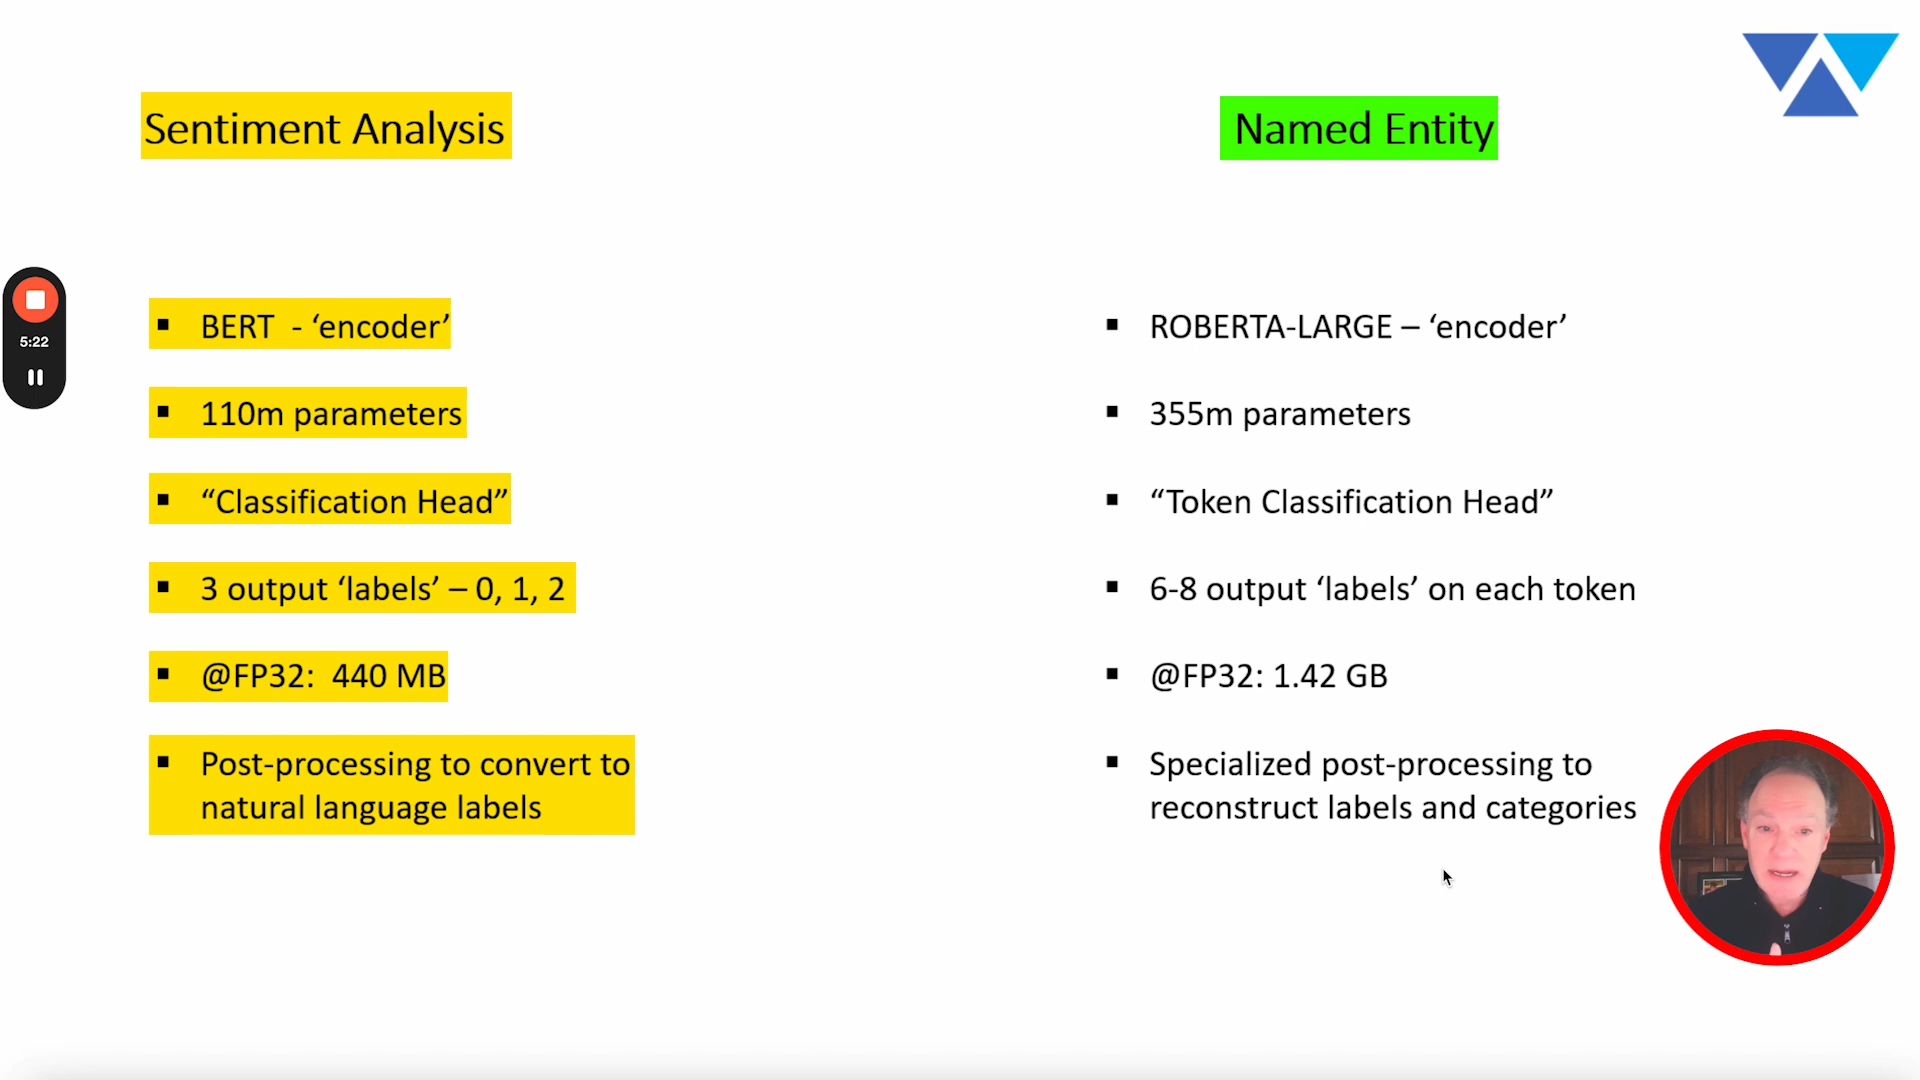 Sentiment Analysis
Named Entity
5:22
▪ BERT - ‘encoder’
▪ 110m parameters
▪ “Classification Head”
▪ 3 output ‘labels’ – 0, 1, 2
▪ @FP32: 440 MB
▪ Post-processing to convert to
natural language labels
▪ ROBERTA-LARGE – ‘encoder’
▪ 355m parameters
▪ “Token Classification Head”
▪ 6-8 output ‘labels’ on each token
▪ @FP32: 1.42 GB
▪ Specialized post-processing to
reconstruct labels and categories